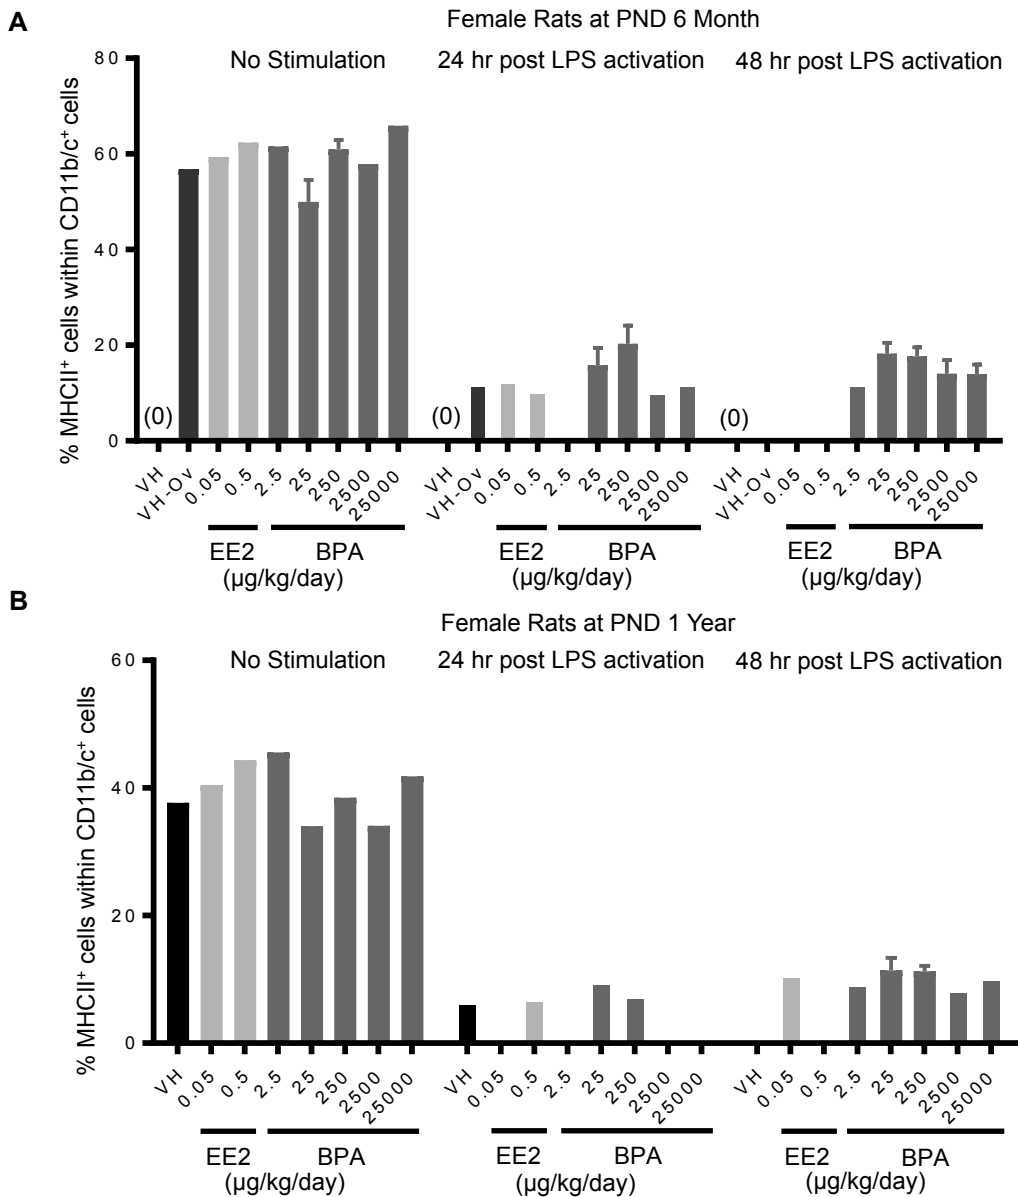 A
Female Rats at PND 6 Month
No Stimulation 24 hr post LPS activation 48 hr post LPS activation
% MHCII⁺ cells within CD11b/c⁺ cells
80
60
40
20
0
(0) (0) (0)
VH VH-Ov 0.05 0.5 2.5 25 250 2500 25000 VH VH-Ov 0.05 0.5 2.5 25 250 2500 25000 VH VH-Ov 0.05 0.5 2.5 25 250 2500 25000
EE2 BPA EE2 BPA EE2 BPA
(µg/kg/day) (µg/kg/day) (µg/kg/day)
B
Female Rats at PND 1 Year
No Stimulation 24 hr post LPS activation 48 hr post LPS activation
% MHCII⁺ cells within CD11b/c⁺ cells
60
40
20
0
VH 0.05 0.5 2.5 25 250 2500 25000 VH 0.05 0.5 2.5 25 250 2500 25000 VH 0.05 0.5 2.5 25 250 2500 25000
EE2 BPA EE2 BPA EE2 BPA
(µg/kg/day) (µg/kg/day) (µg/kg/day)